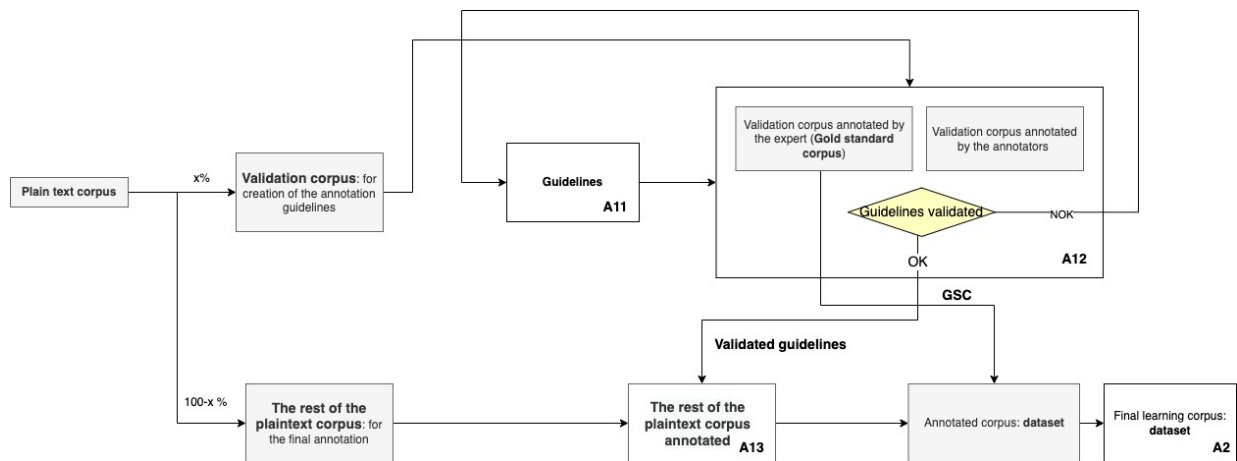 Plain text corpus
x%
Validation corpus: for
creation of the annotation
guidelines
Guidelines
A11
Validation corpus annotated by
the expert (Gold standard
corpus)
Validation corpus annotated
by the annotators
Guidelines validated
NOK
OK
A12
GSC
Validated guidelines
100-x %
The rest of the
plaintext corpus: for
the final annotation
The rest of the
plaintext corpus
annotated
A13
Annotated corpus: dataset
Final learning corpus:
dataset
A2